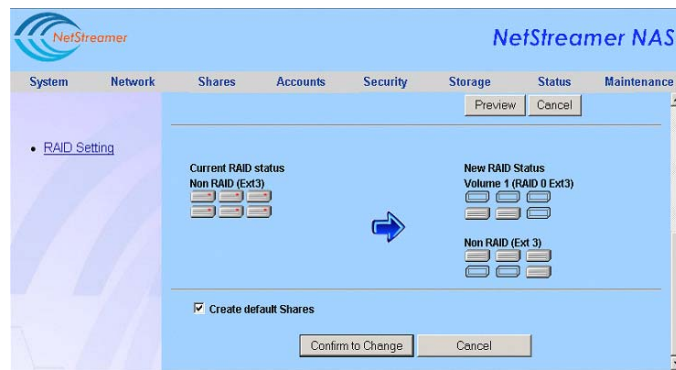 NetStreamer
NetStreamer NAS
System Network Shares Accounts Security Storage Status Maintenance
Preview Cancel
RAID Setting
Current RAID status
Non RAID (Ext3)
New RAID Status
Volume 1 (RAID 0 Ext3)
Non RAID (Ext 3)
Create default Shares
Confirm to Change Cancel